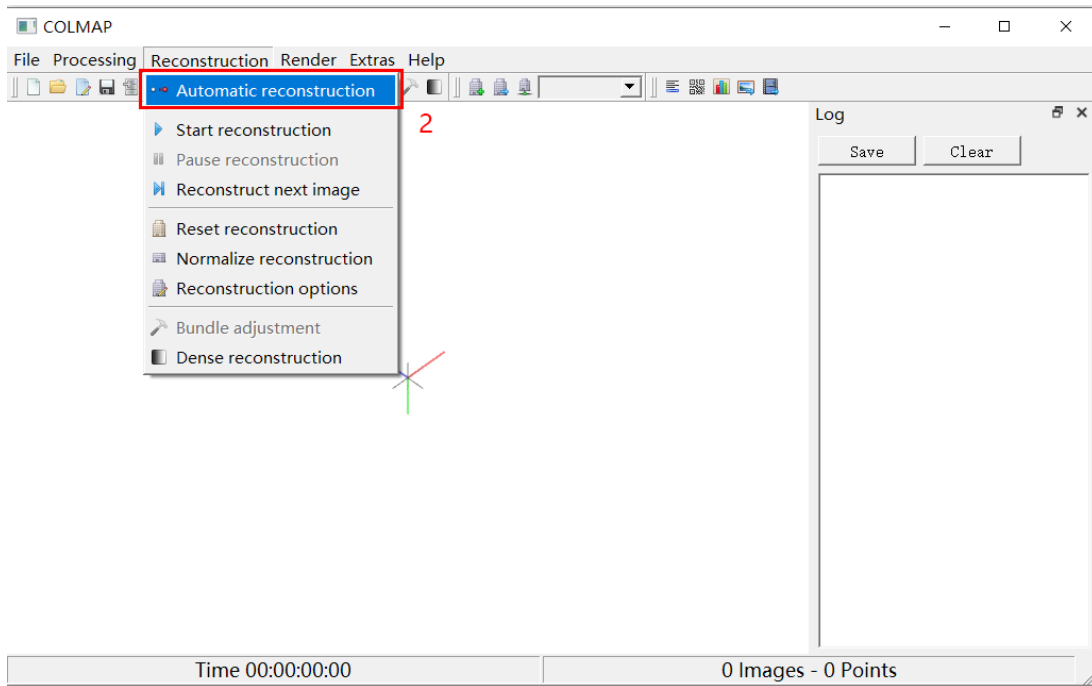 COLMAP
File Processing Reconstruction Render Extras Help
Automatic reconstruction
2
Log
Start reconstruction
Save Clear
Pause reconstruction
Reconstruct next image
Reset reconstruction
Normalize reconstruction
Reconstruction options
Bundle adjustment
Dense reconstruction
Time 00:00:00:00
0 Images - 0 Points